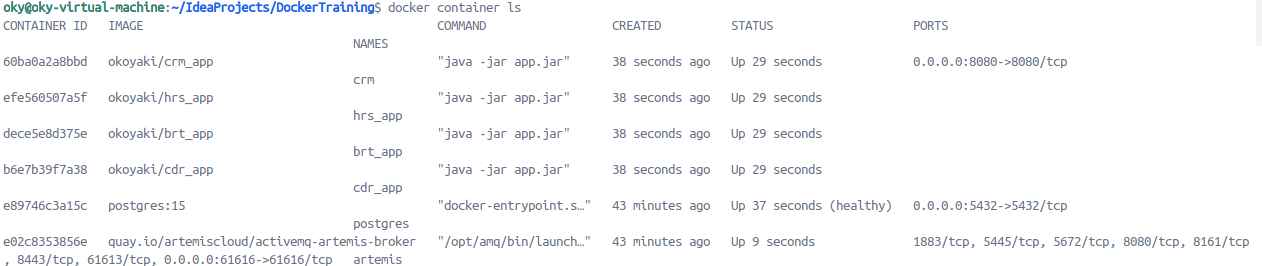 oky@oky-virtual-machine:~/IdeaProjects/DockerTraining$ docker container ls
CONTAINER ID   IMAGE                                         COMMAND                  CREATED          STATUS                    PORTS
                                                  NAMES
60ba0a2a8bbd   okoyaki/crm_app                               "java -jar app.jar"      38 seconds ago   Up 29 seconds             0.0.0.0:8080->8080/tcp
                                                  crm
efe560507a5f   okoyaki/hrs_app                               "java -jar app.jar"      38 seconds ago   Up 29 seconds
                                                  hrs_app
dece5e8d375e   okoyaki/brt_app                               "java -jar app.jar"      38 seconds ago   Up 29 seconds
                                                  brt_app
b6e7b39f7a38   okoyaki/cdr_app                               "java -jar app.jar"      38 seconds ago   Up 29 seconds
                                                  cdr_app
e89746c3a15c   postgres:15                                   "docker-entrypoint.s…"   43 minutes ago   Up 37 seconds (healthy)   0.0.0.0:5432->5432/tcp
                                                  postgres
e02c8353856e   quay.io/artemiscloud/activemq-artemis-broker   "/opt/amq/bin/launch…"   43 minutes ago   Up 9 seconds              1883/tcp, 5445/tcp, 5672/tcp, 8080/tcp, 8161/tcp
, 8443/tcp, 61613/tcp, 0.0.0.0:61616->61616/tcp   artemis